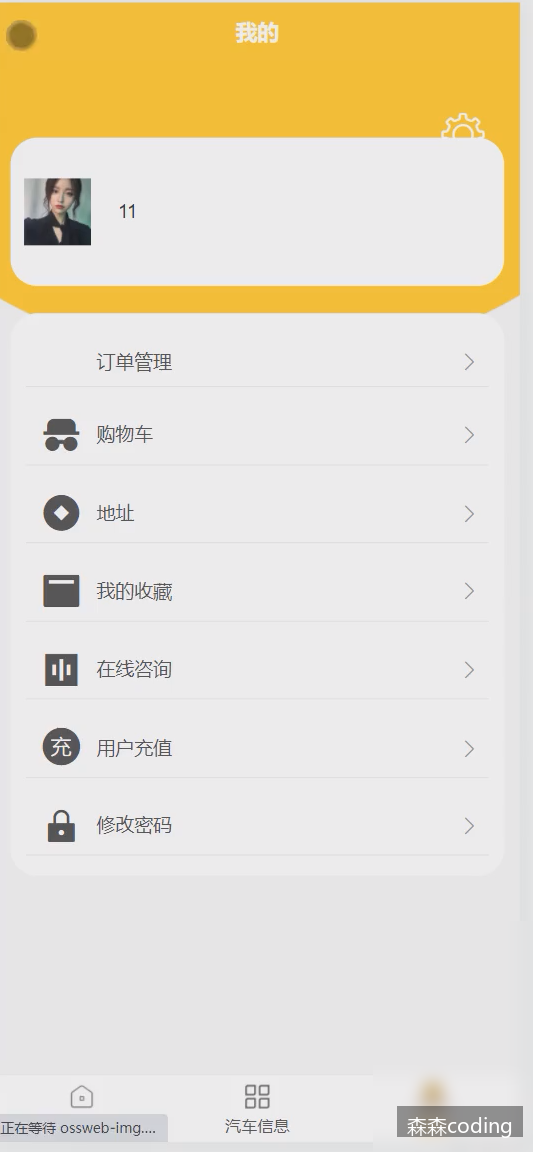 我的
11
订单管理
购物车
地址
我的收藏
在线咨询
充
用户充值
修改密码
汽车信息
正在等待 ossweb-img....
森森coding